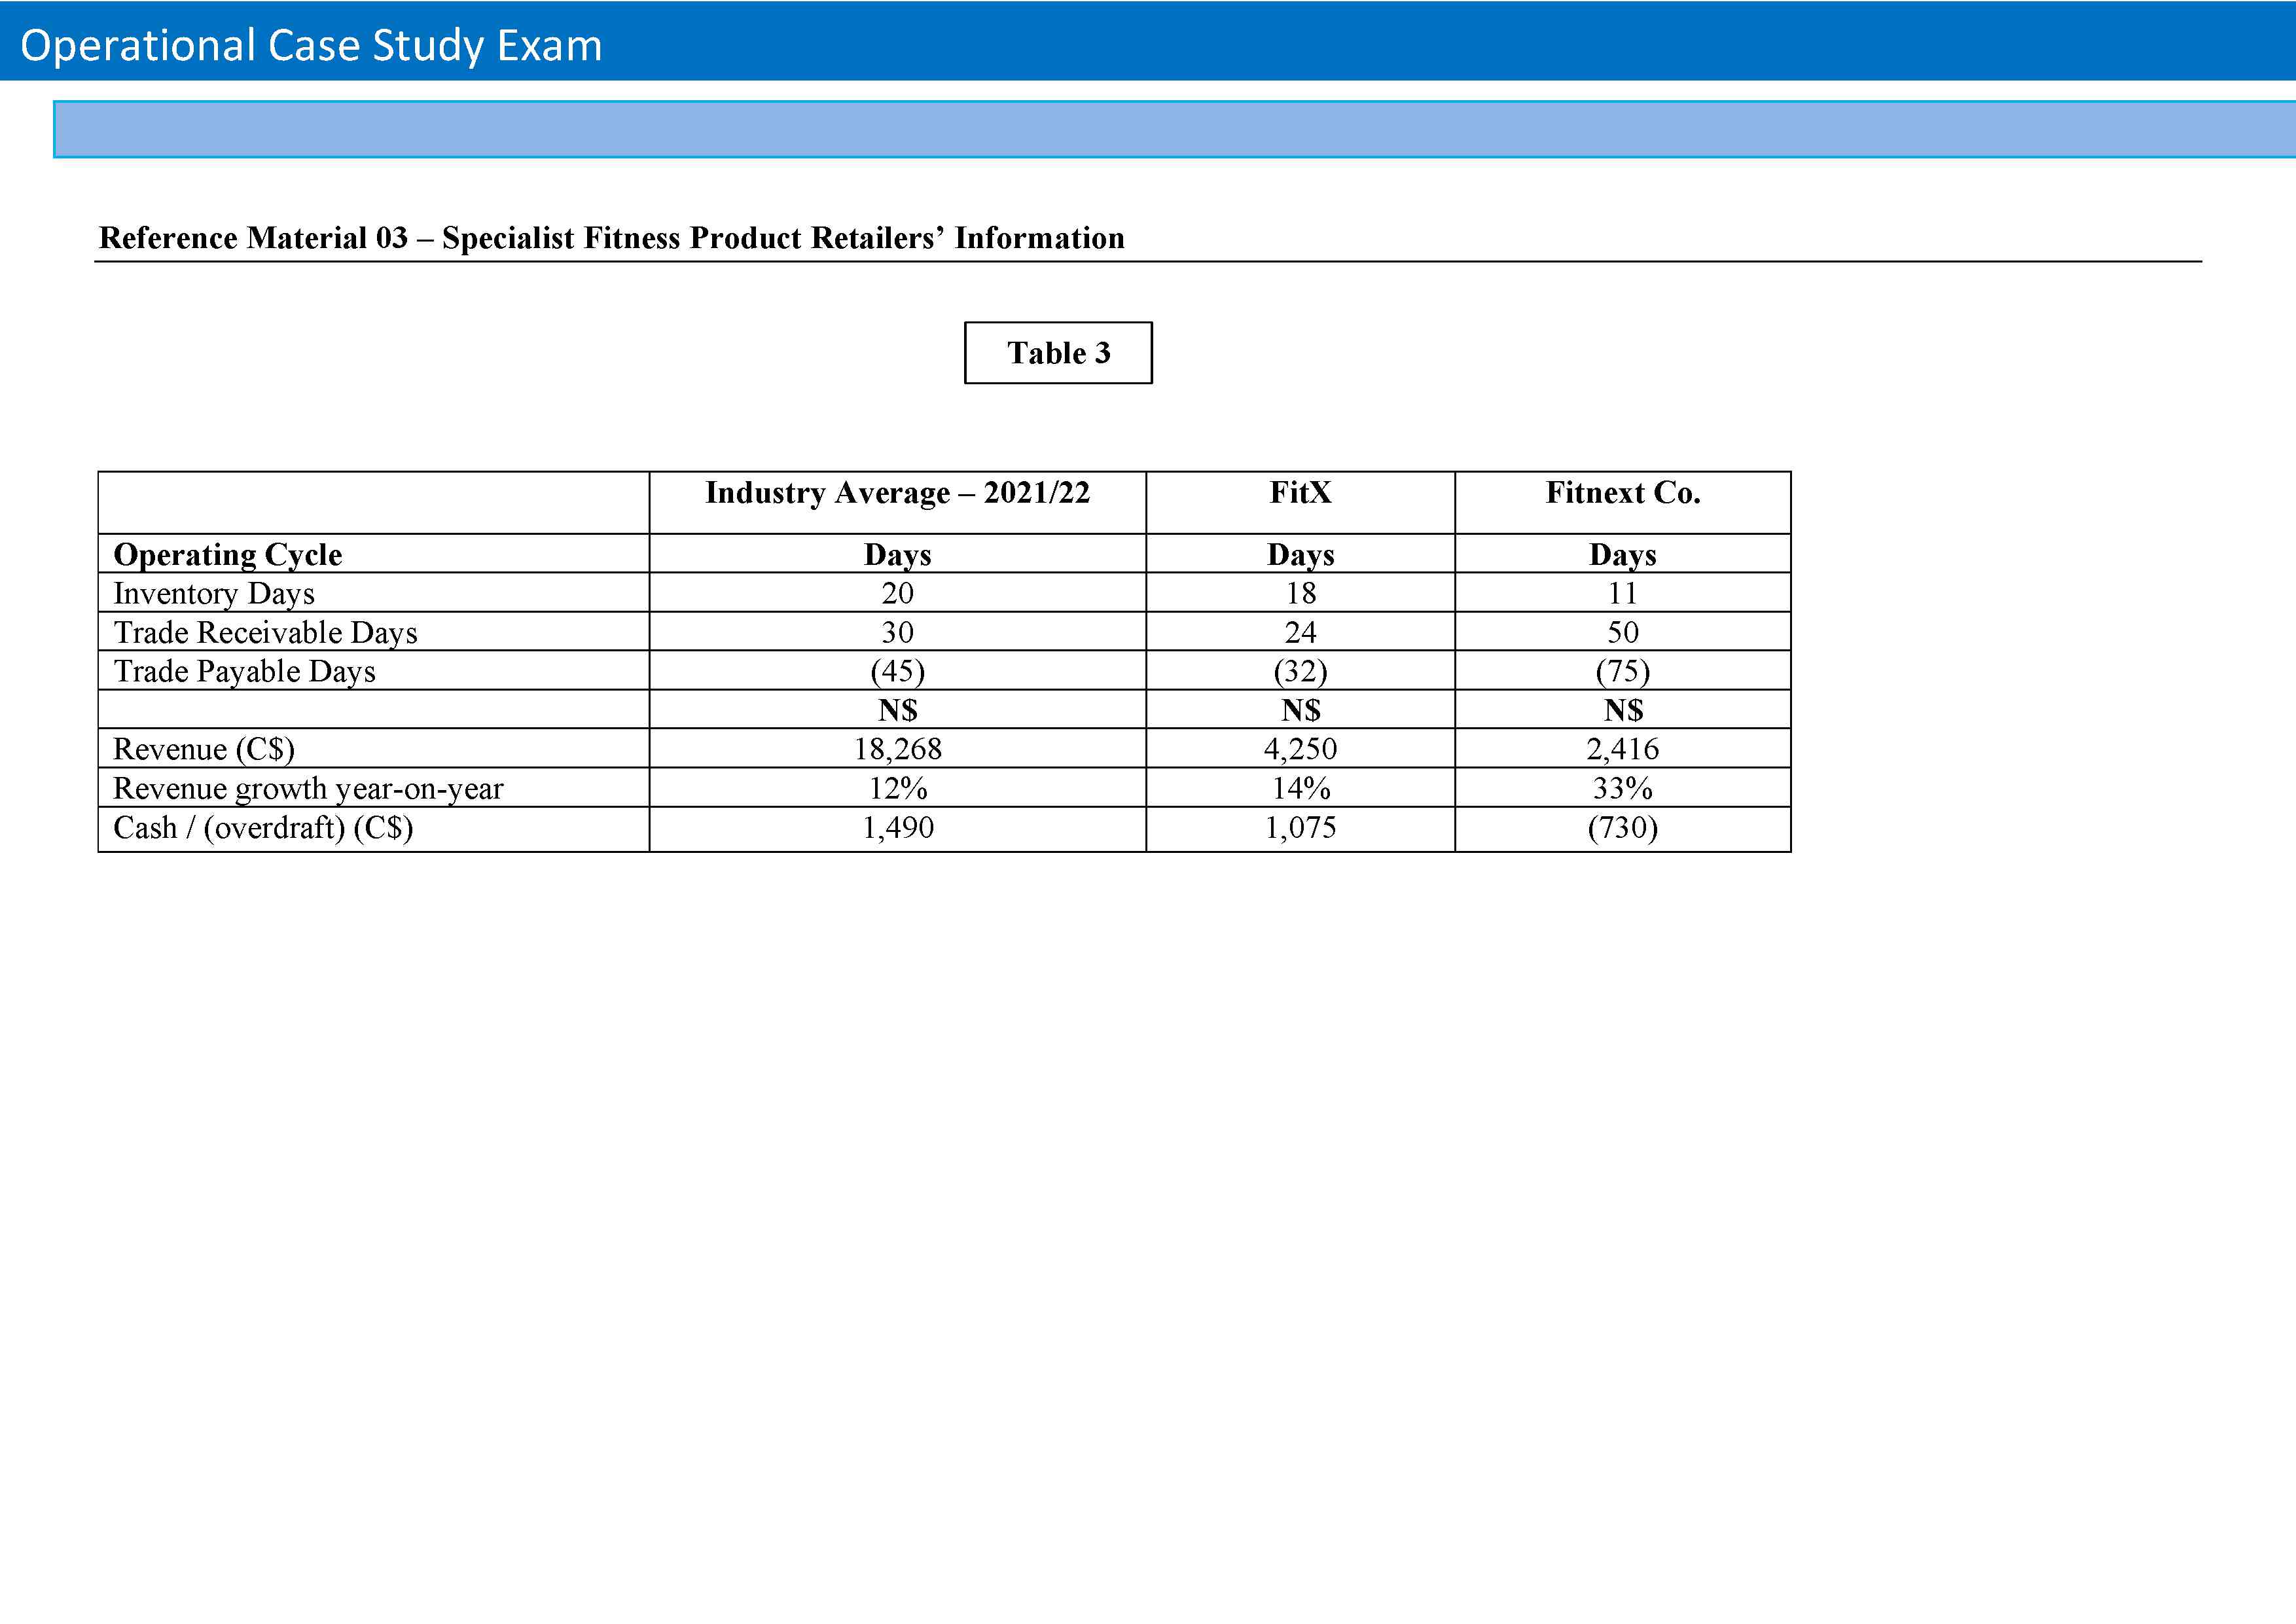 Operational Case Study Exam
Reference Material 03 – Specialist Fitness Product Retailers’ Information
Table 3
Industry Average – 2021/22 FitX Fitnext Co.
Operating Cycle Days Days Days
Inventory Days 20 18 11
Trade Receivable Days 30 24 50
Trade Payable Days (45) (32) (75)
N$ N$ N$
Revenue (C$) 18,268 4,250 2,416
Revenue growth year-on-year 12% 14% 33%
Cash / (overdraft) (C$) 1,490 1,075 (730)